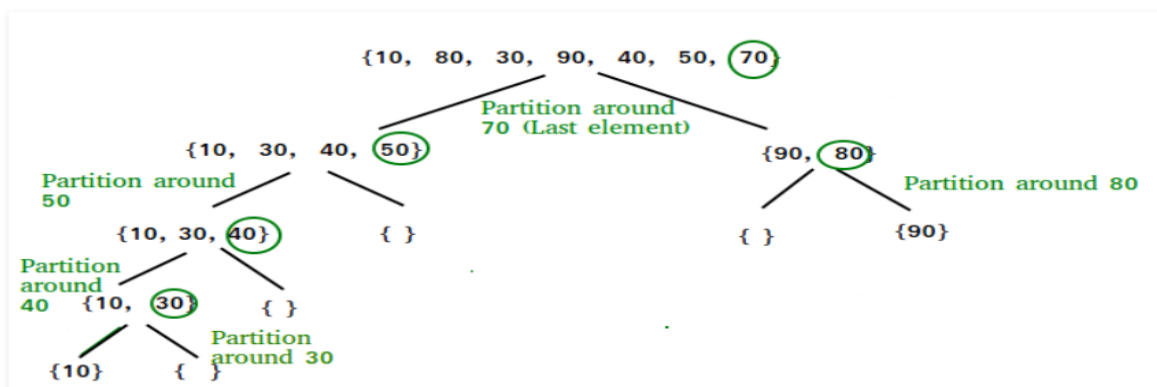 {10, 80, 30, 90, 40, 50, 70}
Partition around
70 (Last element)
{10, 30, 40, 50}
{90, 80}
Partition around
50
Partition around 80
{10, 30, 40}
{ }
{ }
{90}
Partition
around
40
{10, 30}
{ }
Partition
around 30
{10}
{ }